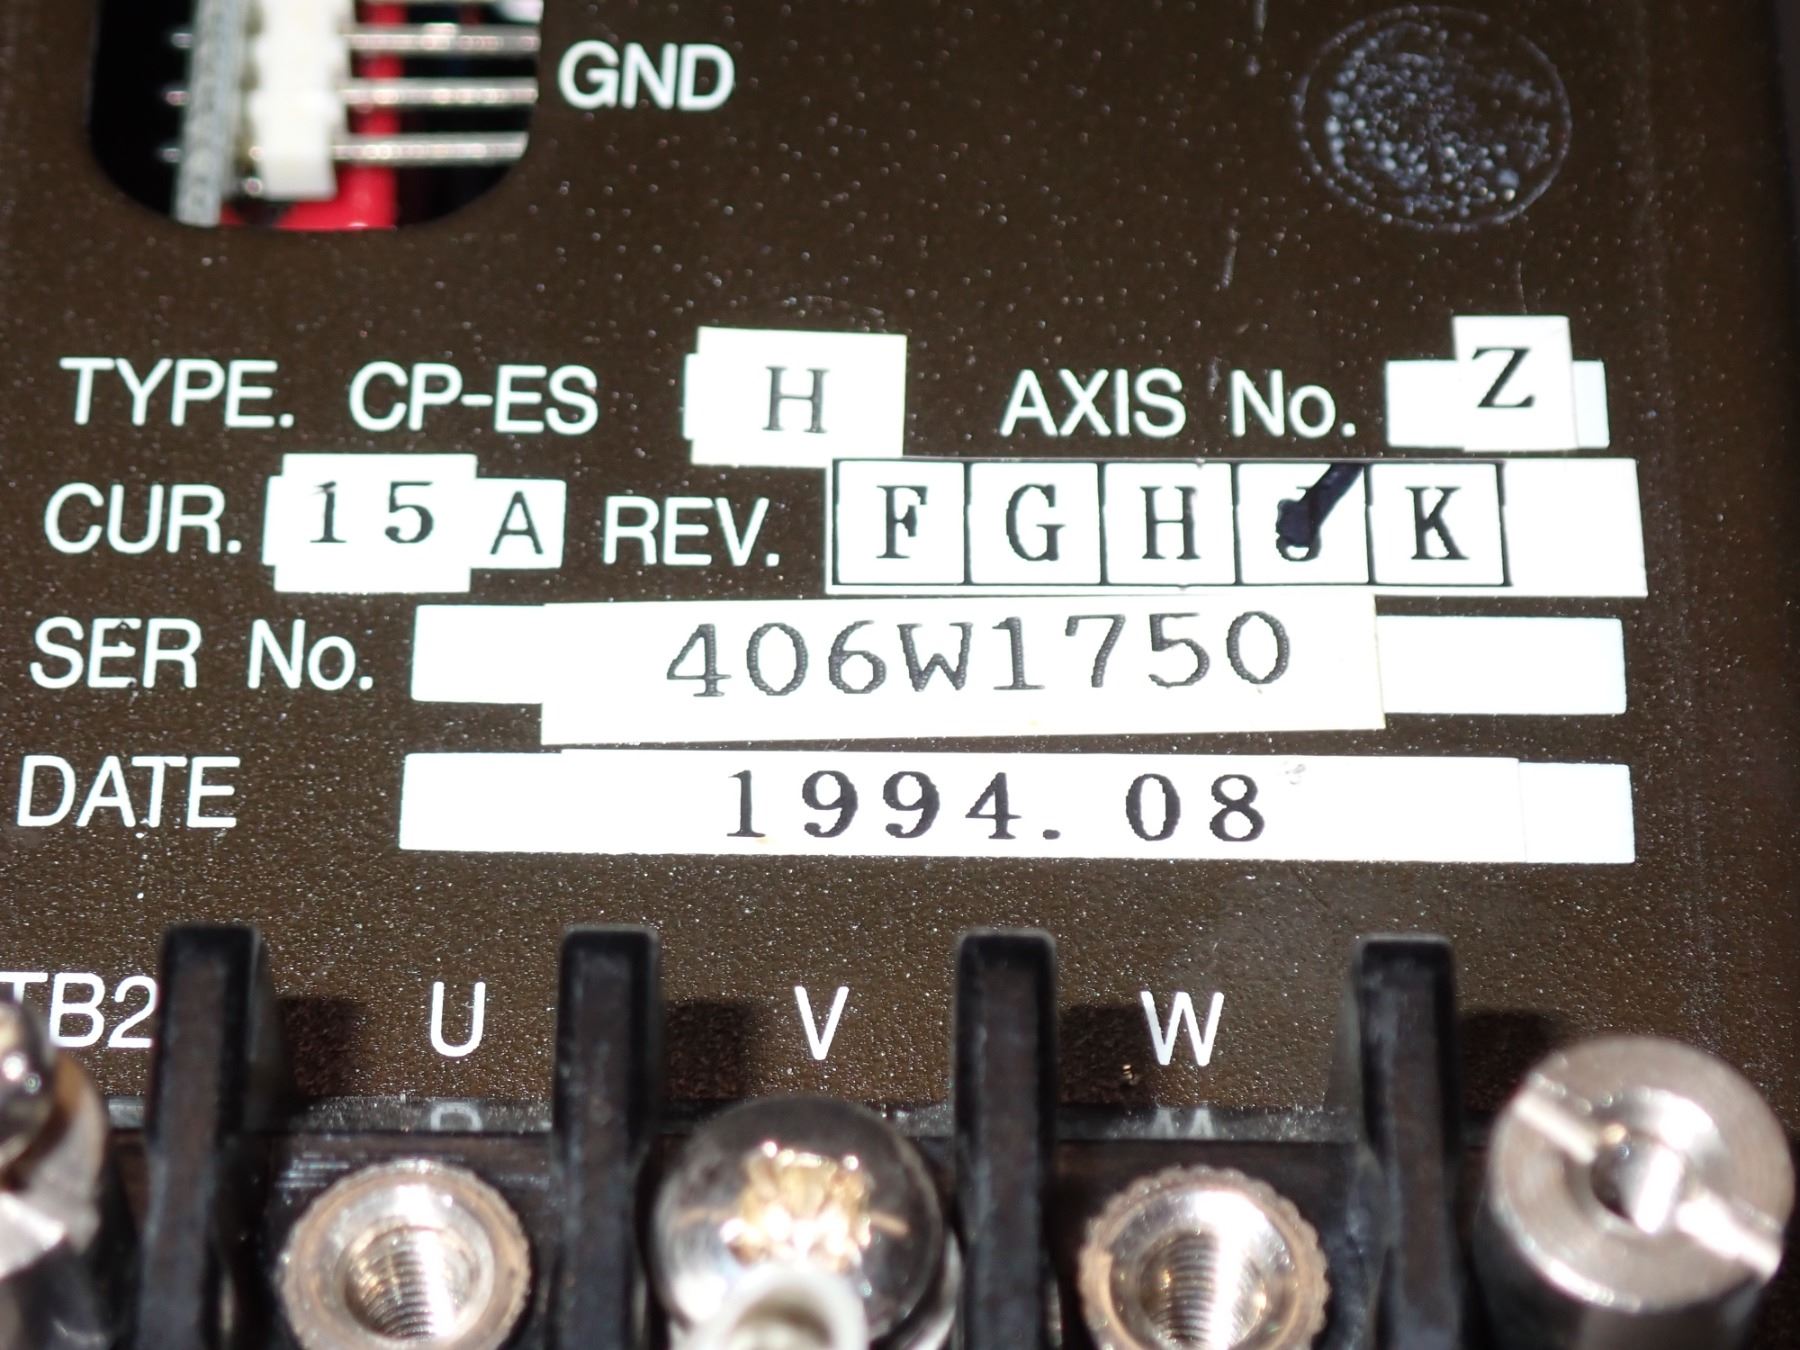 GND
TYPE. CP-ES H AXIS No. Z
CUR. 15 A REV. F G H J K
SER No. 406W1750
DATE 1994.08
TB2 U V W